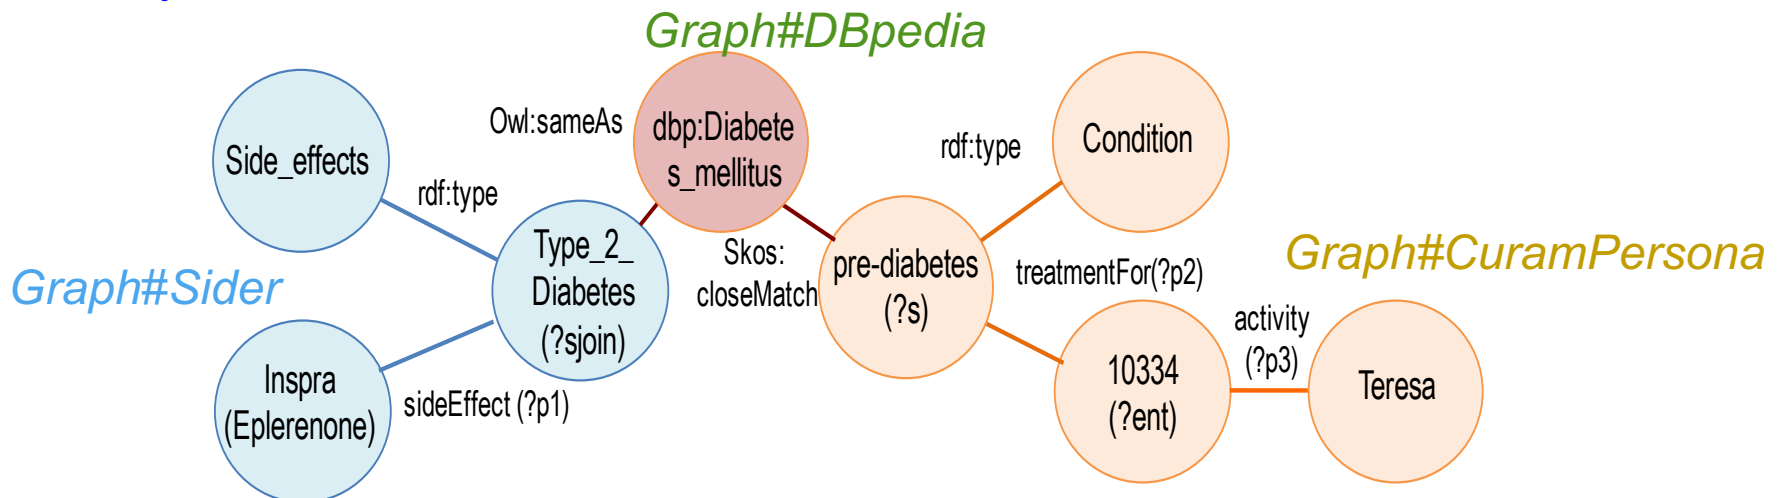 Graph#DBpedia
Side_effects
rdf:type
Owl:sameAs
dbp:Diabete
s_mellitus
rdf:type
Condition
Graph#Sider
Type_2_
Diabetes
(?sjoin)
Skos:
closeMatch
pre-diabetes
(?s)
treatmentFor(?p2)
Graph#CuramPersona
Inspra
(Eplerenone)
sideEffect (?p1)
10334
(?ent)
activity
(?p3)
Teresa